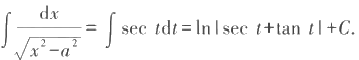 ∫ dx/√(x²−a²) = ∫ sec tdt = ln|sec t+tan t|+C.